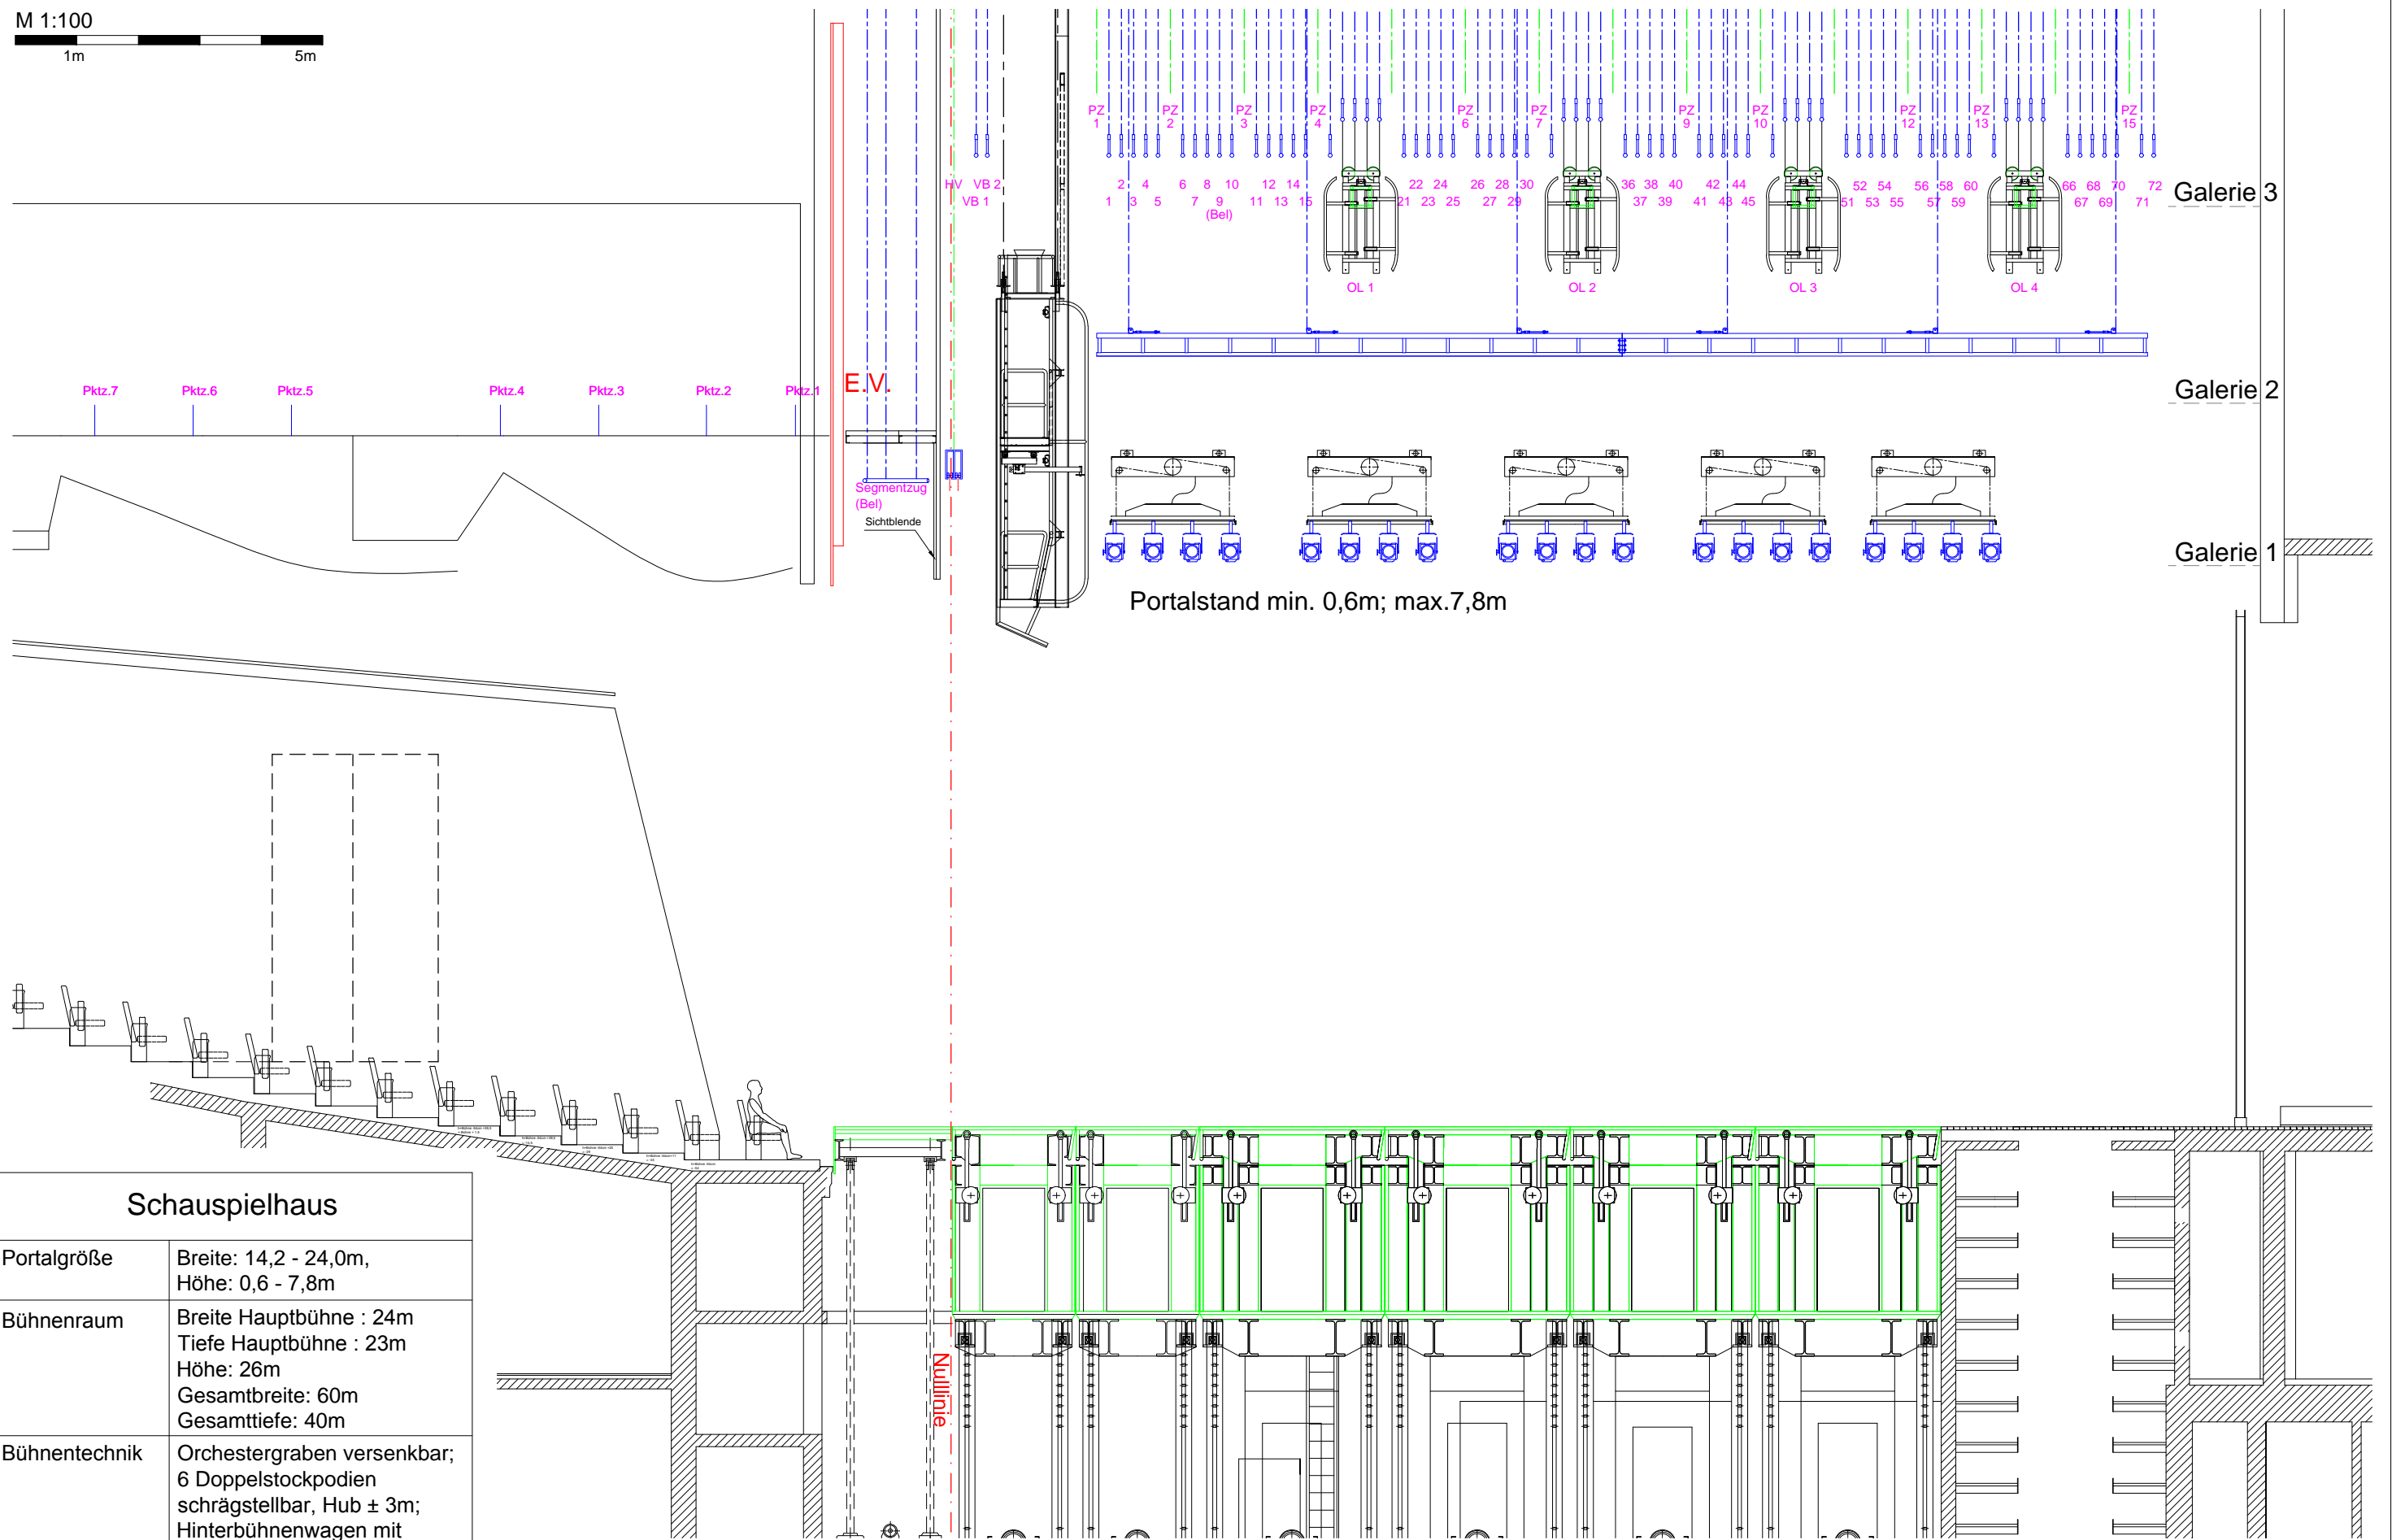 M 1:100
1m 5m
PZ 1
PZ 2
PZ 3
PZ 4
PZ 6
PZ 7
PZ 9
PZ 10
PZ 12
PZ 13
PZ 15
HV VB 2
VB 1
2 4 6 8 10 12 14 22 24 26 28 30 36 38 40 42 44 52 54 56 58 60 66 68 70 72
1 3 5 7 9 11 13 15 21 23 25 27 29 37 39 41 43 45 51 53 55 57 59 67 69 71
(Bel)
Galerie 3
OL 1 OL 2 OL 3 OL 4
Pktz.7 Pktz.6 Pktz.5 Pktz.4 Pktz.3 Pktz.2 Pktz.1
E.V.
Galerie 2
Segmentzug
(Bel)
Sichtblende
Galerie 1
Portalstand min. 0,6m; max.7,8m
Nulllinie
Schauspielhaus
Portalgröße Breite: 14,2 - 24,0m,
Höhe: 0,6 - 7,8m
Bühnenraum Breite Hauptbühne : 24m
Tiefe Hauptbühne : 23m
Höhe: 26m
Gesamtbreite: 60m
Gesamttiefe: 40m
Bühnentechnik Orchestergraben versenkbar;
6 Doppelstockpodien
schrägstellbar, Hub ± 3m;
Hinterbühnenwagen mit